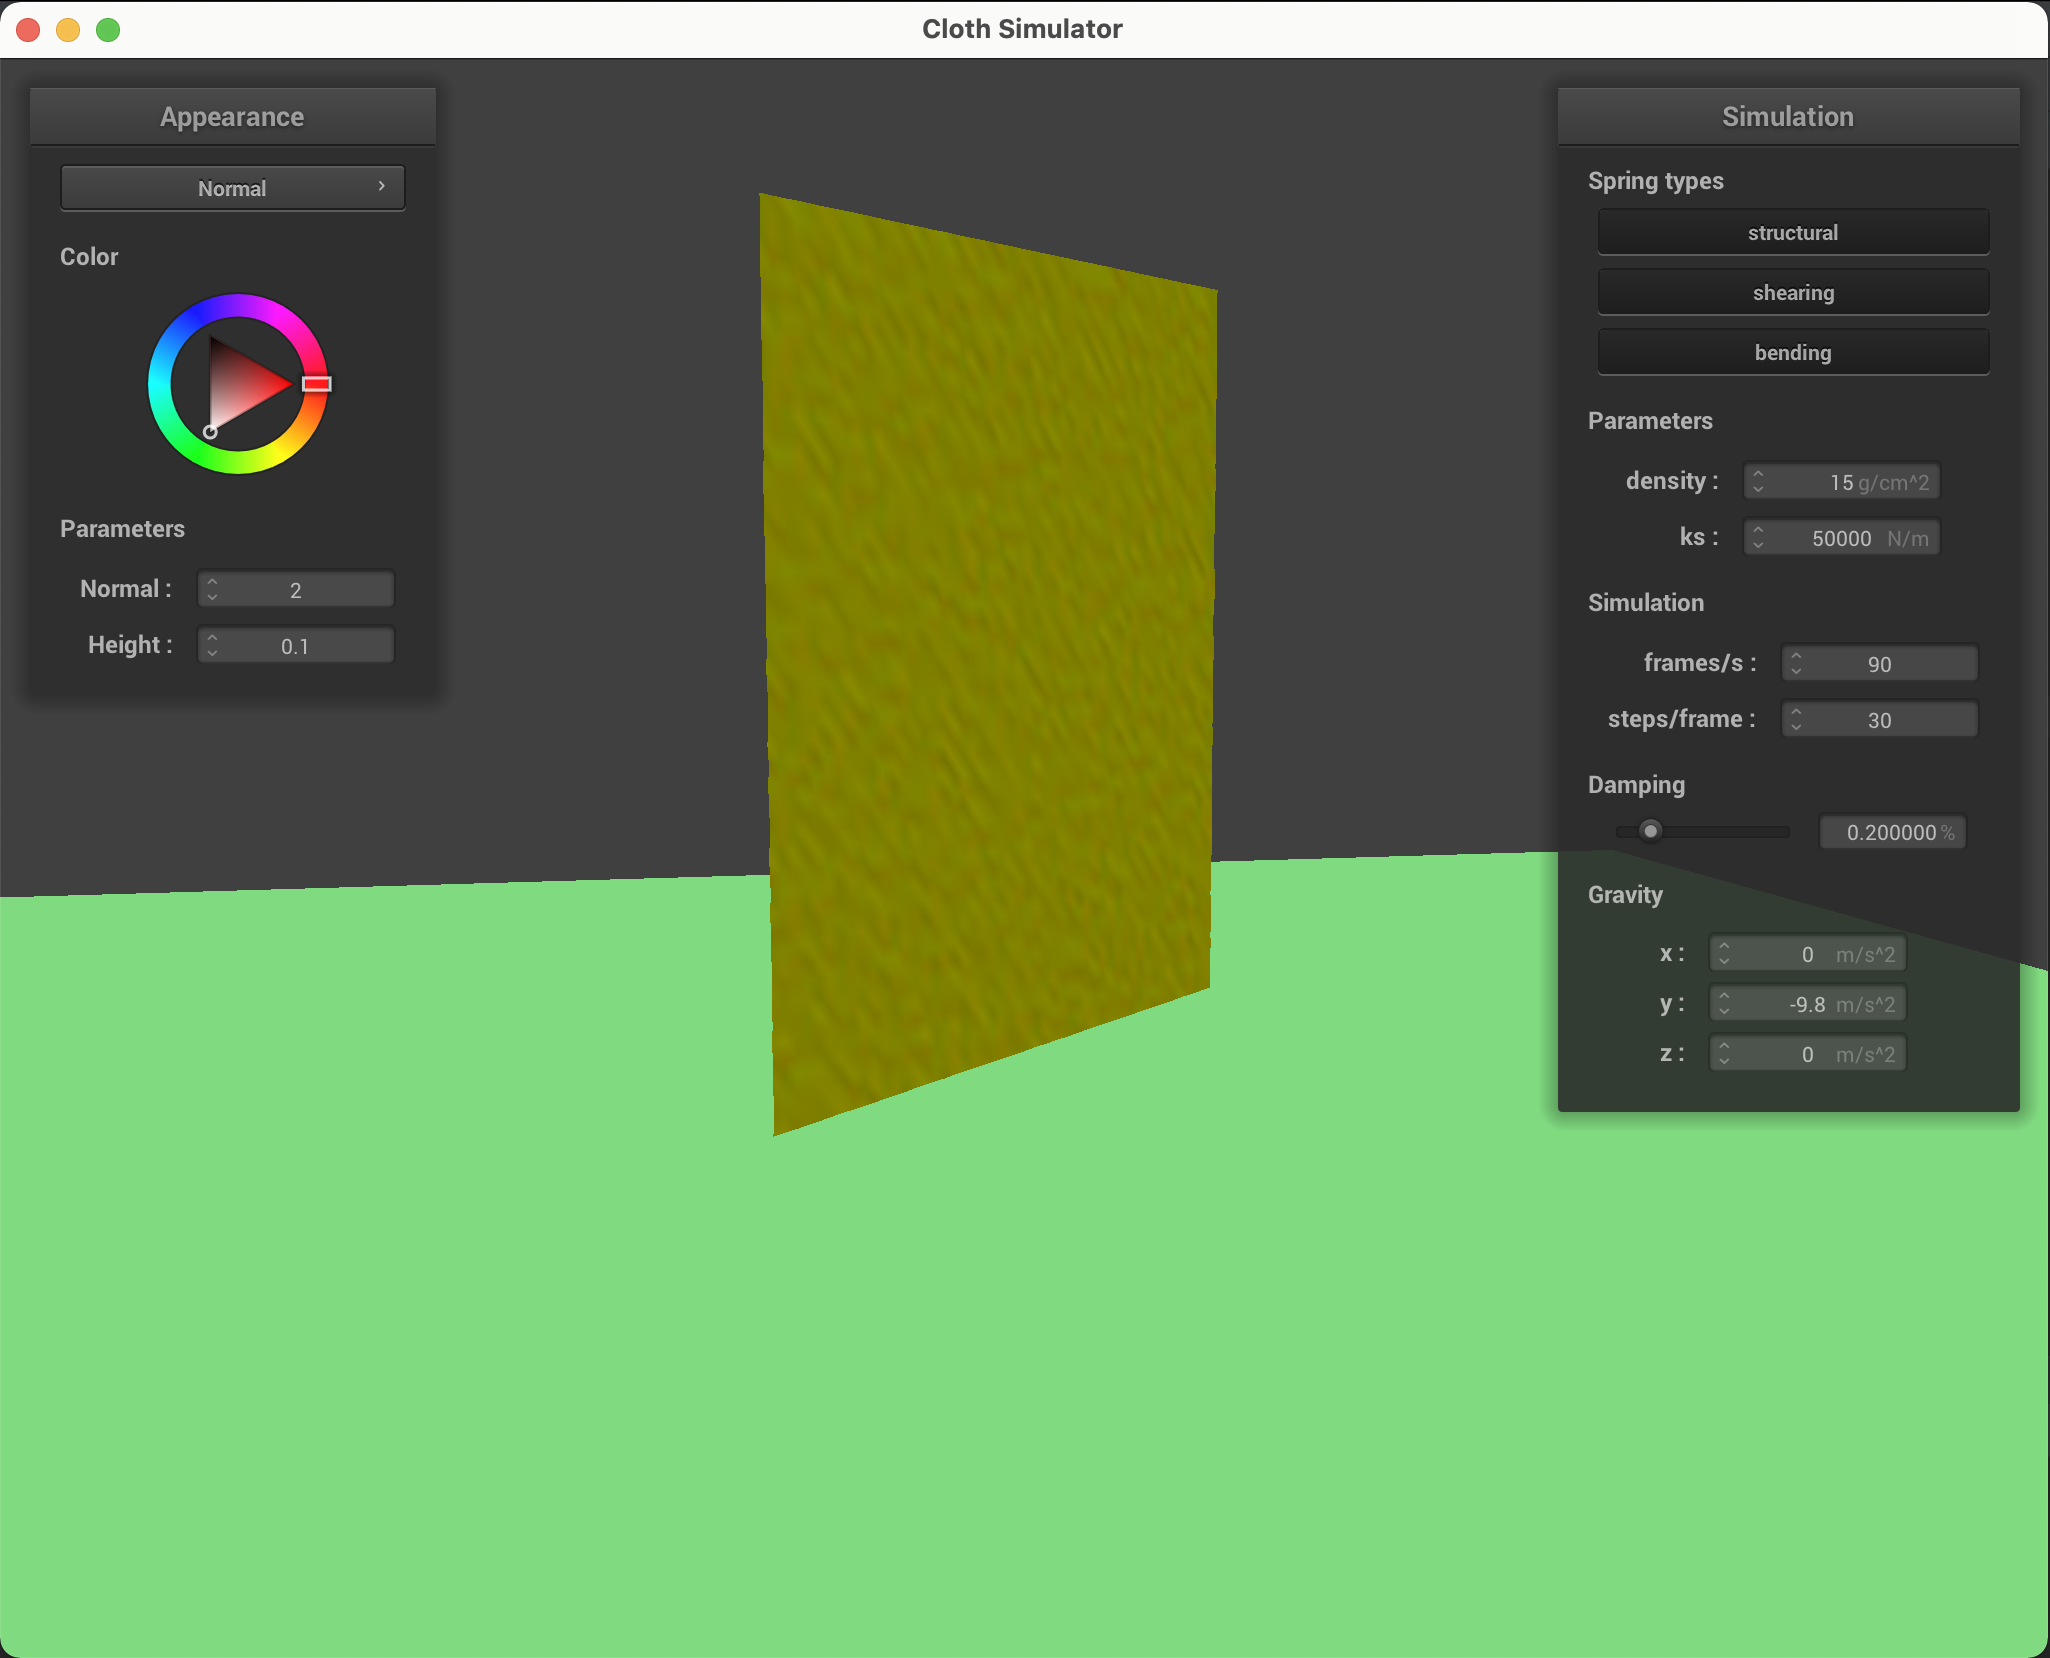 Cloth Simulator
Appearance
Normal
Color
Parameters
Normal : 2
Height : 0.1
Simulation
Spring types
structural
shearing
bending
Parameters
density : 15 g/cm^2
ks : 50000 N/m
Simulation
frames/s : 90
steps/frame : 30
Damping
0.200000 %
Gravity
x : 0 m/s^2
y : -9.8 m/s^2
z : 0 m/s^2